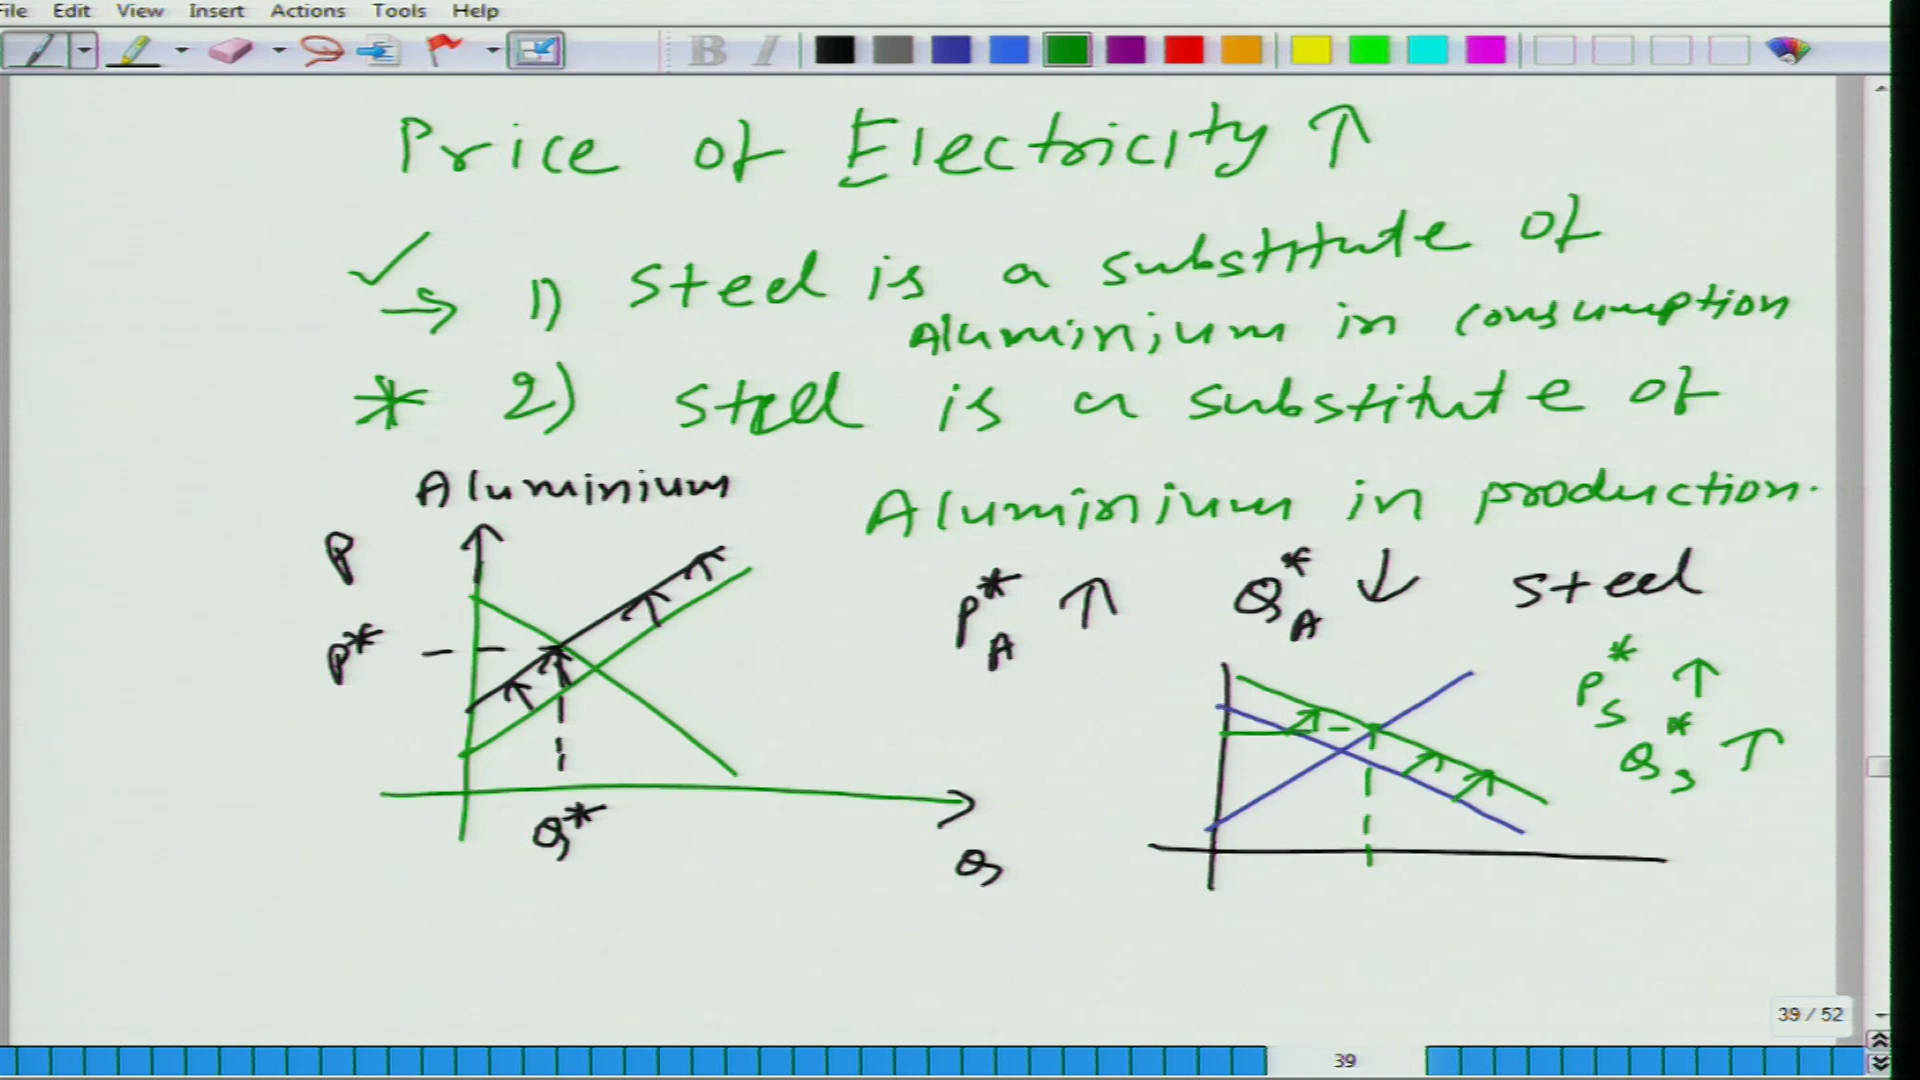 File Edit View Insert Actions Tools Help
B I
Price of Electricity ↑
✓
→ 1) Steel is a substitute of
Aluminium in consumption
* 2) Steel is a substitute of
Aluminium in production.
Aluminium
P
P*
Q*
Q
P*A ↑ Q*A ↓ Steel
P*S ↑
Q*S ↑
39 / 52
39